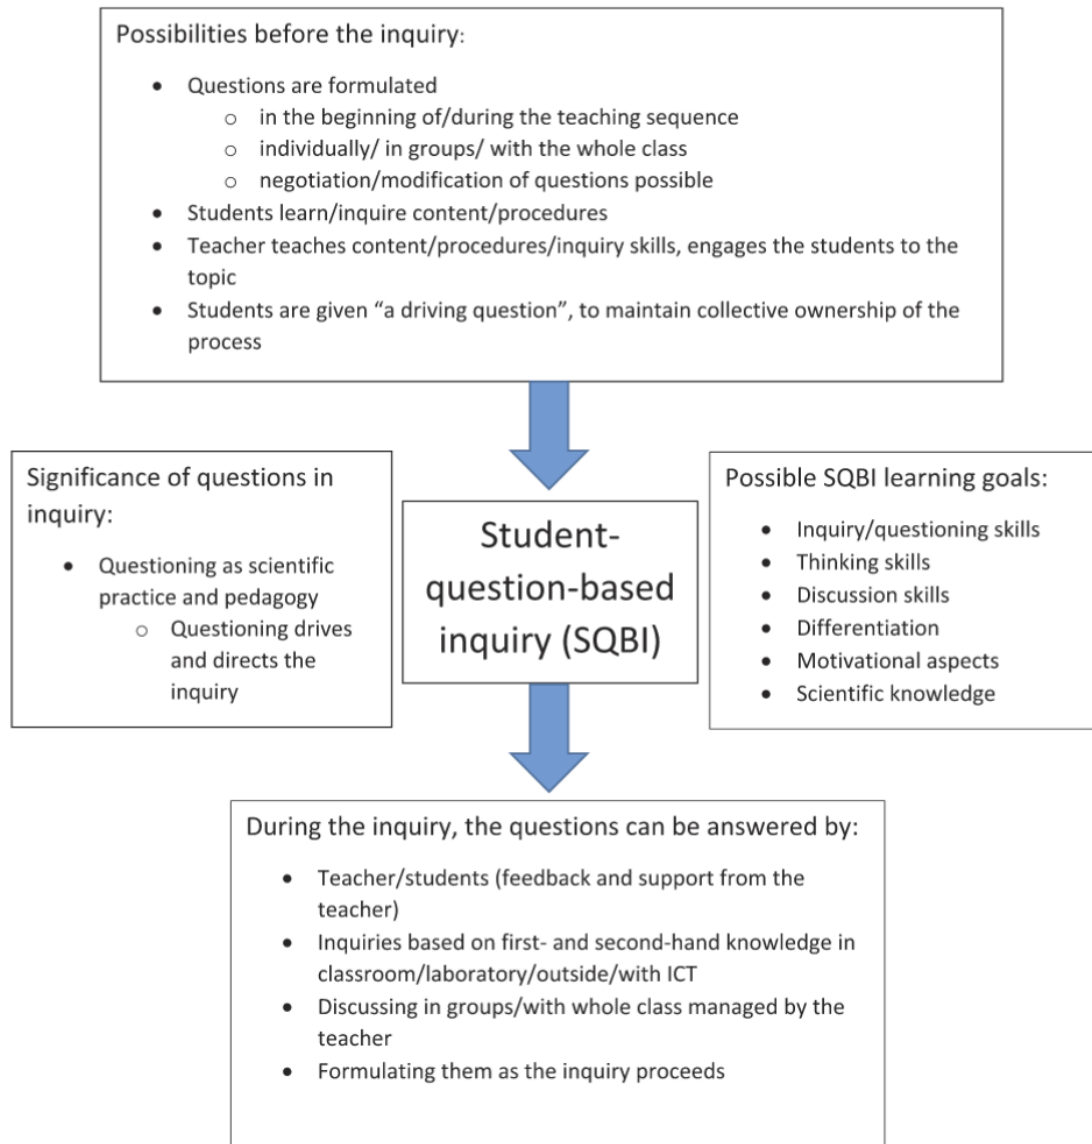 Possibilities before the inquiry:
• Questions are formulated
o in the beginning of/during the teaching sequence
o individually/ in groups/ with the whole class
o negotiation/modification of questions possible
• Students learn/inquire content/procedures
• Teacher teaches content/procedures/inquiry skills, engages the students to the
topic
• Students are given “a driving question”, to maintain collective ownership of the
process
Significance of questions in
inquiry:
• Questioning as scientific
practice and pedagogy
o Questioning drives
and directs the
inquiry
Student-
question-based
inquiry (SQBI)
Possible SQBI learning goals:
• Inquiry/questioning skills
• Thinking skills
• Discussion skills
• Differentiation
• Motivational aspects
• Scientific knowledge
During the inquiry, the questions can be answered by:
• Teacher/students (feedback and support from the
teacher)
• Inquiries based on first- and second-hand knowledge in
classroom/laboratory/outside/with ICT
• Discussing in groups/with whole class managed by the
teacher
• Formulating them as the inquiry proceeds